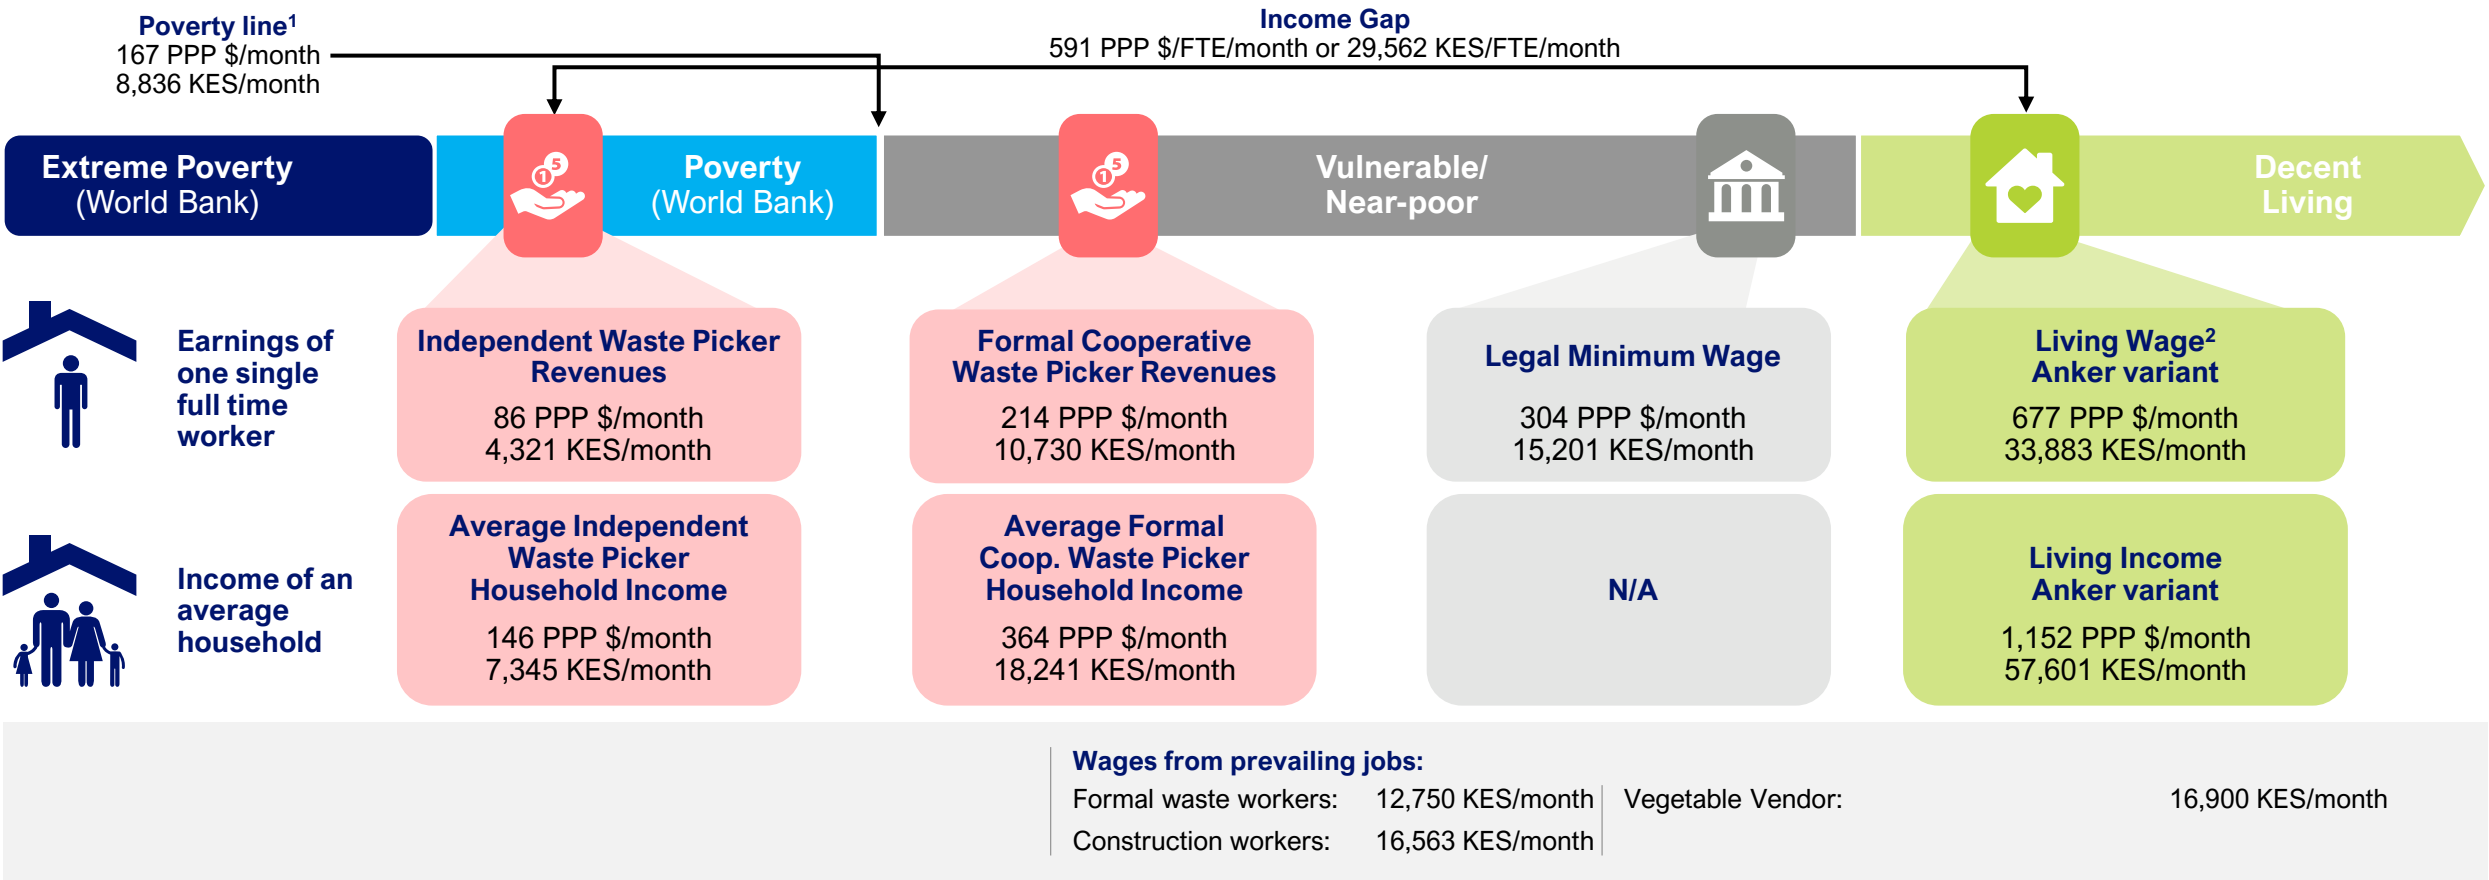 Poverty line¹
167 PPP $/month
8,836 KES/month
Income Gap
591 PPP $/FTE/month or 29,562 KES/FTE/month
Extreme Poverty
(World Bank)
5
1
Poverty
(World Bank)
5
1
Vulnerable/
Near-poor
Decent
Living
Earnings of
one single
full time
worker
Independent Waste Picker
Revenues
86 PPP $/month
4,321 KES/month
Formal Cooperative
Waste Picker Revenues
214 PPP $/month
10,730 KES/month
Legal Minimum Wage
304 PPP $/month
15,201 KES/month
Living Wage²
Anker variant
677 PPP $/month
33,883 KES/month
Income of an
average
household
Average Independent
Waste Picker
Household Income
146 PPP $/month
7,345 KES/month
Average Formal
Coop. Waste Picker
Household Income
364 PPP $/month
18,241 KES/month
N/A
Living Income
Anker variant
1,152 PPP $/month
57,601 KES/month
Wages from prevailing jobs:
Formal waste workers: 12,750 KES/month
Construction workers: 16,563 KES/month
Vegetable Vendor: 16,900 KES/month